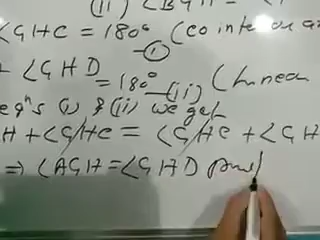 (ii) <BGH =
<GHC = 180° (co interior an
(i)
+ <GHD = 180° -(ii) (Linear
eqⁿs (i) & (ii) we get
H + <GHC = <GHC + <GH
⇒ <AGH = <GHD